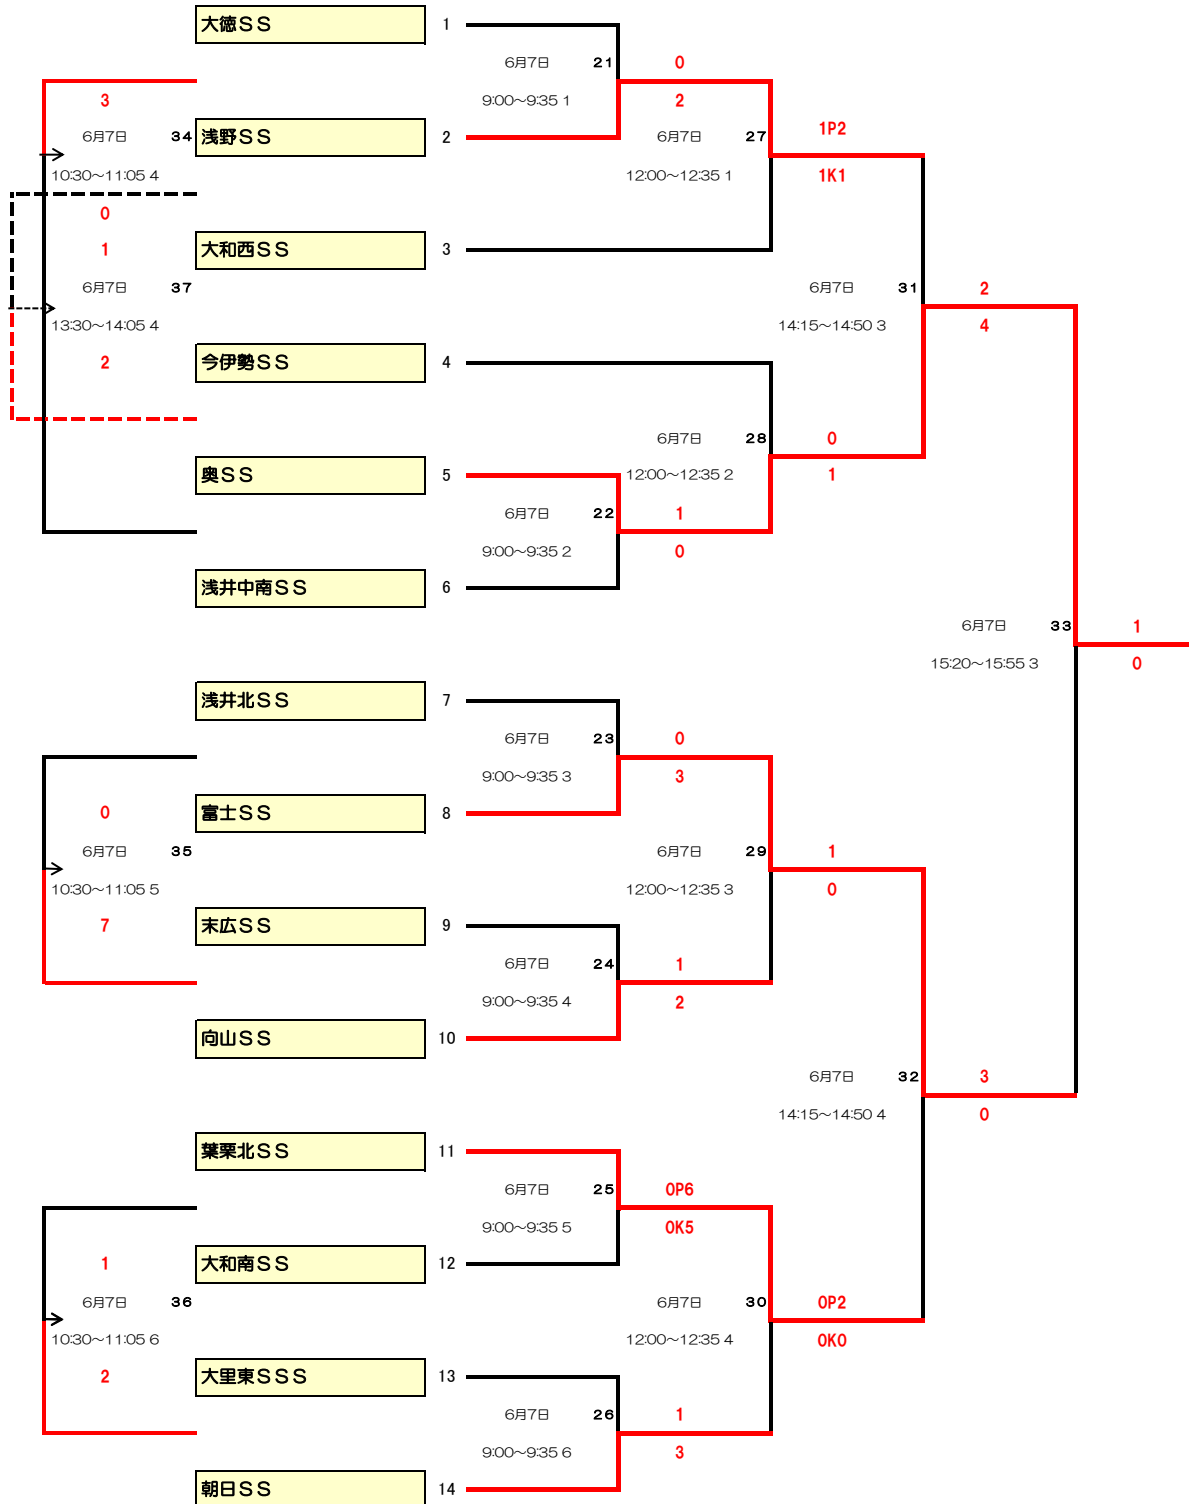 大徳ＳＳ 1
6月7日 21 0
3 9:00～9:35 1 2
6月7日 34 浅野ＳＳ 2 6月7日 27 1P2
10:30～11:05 4 12:00～12:35 1 1K1
0
1 大和西ＳＳ 3
6月7日 37 6月7日 31 2
13:30～14:05 4 14:15～14:50 3 4
2 今伊勢ＳＳ 4
6月7日 28 0
奥ＳＳ 5 12:00～12:35 2 1
6月7日 22 1
9:00～9:35 2 0
浅井中南ＳＳ 6
6月7日 33 1
15:20～15:55 3 0
浅井北ＳＳ 7
6月7日 23 0
9:00～9:35 3 3
0 富士ＳＳ 8
6月7日 35 6月7日 29 1
10:30～11:05 5 12:00～12:35 3 0
7 末広ＳＳ 9
6月7日 24 1
9:00～9:35 4 2
向山ＳＳ 10
6月7日 32 3
14:15～14:50 4 0
葉栗北ＳＳ 11
6月7日 25 0P6
9:00～9:35 5 0K5
1 大和南ＳＳ 12
6月7日 36 6月7日 30 0P2
10:30～11:05 6 12:00～12:35 4 0K0
2 大里東ＳＳＳ 13
6月7日 26 1
9:00～9:35 6 3
朝日ＳＳ 14